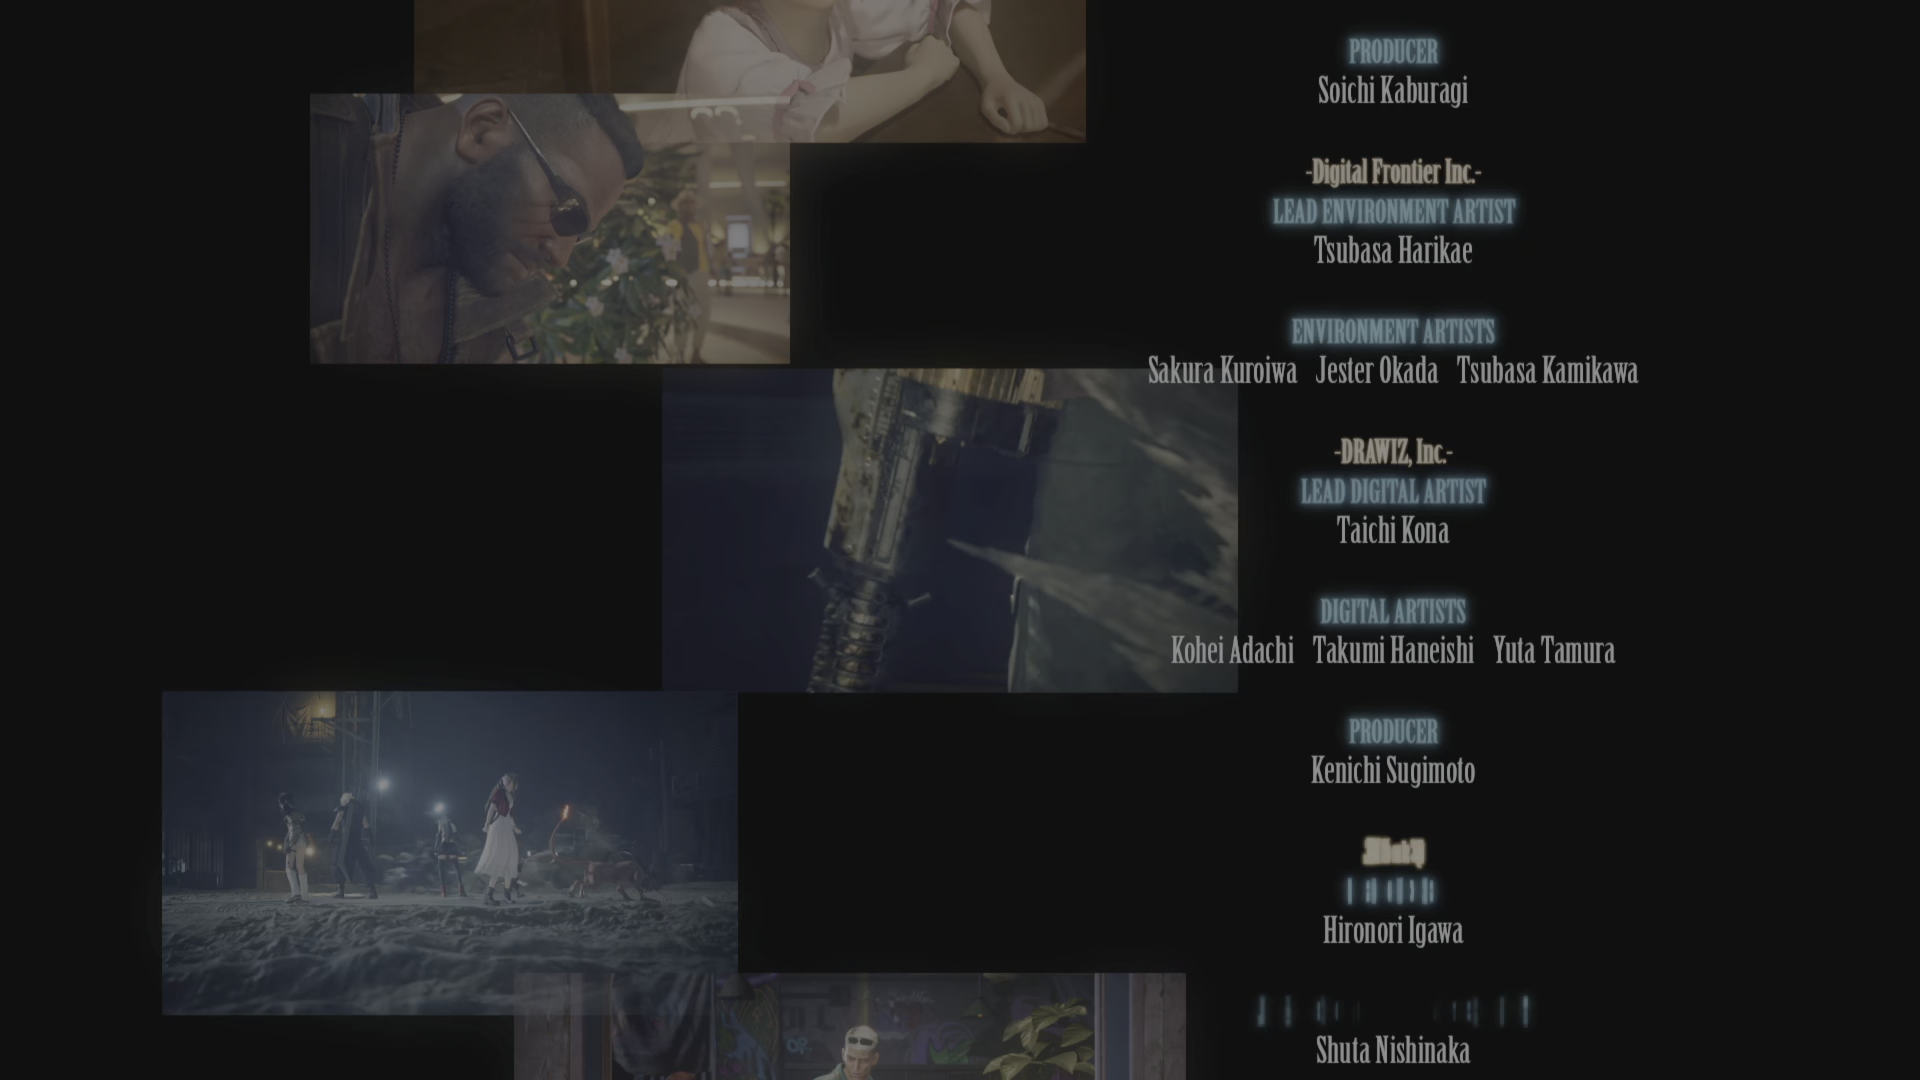 PRODUCER
Soichi Kaburagi
-Digital Frontier Inc.-
LEAD ENVIRONMENT ARTIST
Tsubasa Harikae
ENVIRONMENT ARTISTS
Sakura Kuroiwa Jester Okada Tsubasa Kamikawa
-DRAWIZ, Inc.-
LEAD DIGITAL ARTIST
Taichi Kona
DIGITAL ARTISTS
Kohei Adachi Takumi Haneishi Yuta Tamura
PRODUCER
Kenichi Sugimoto
Hironori Igawa
Shuta Nishinaka